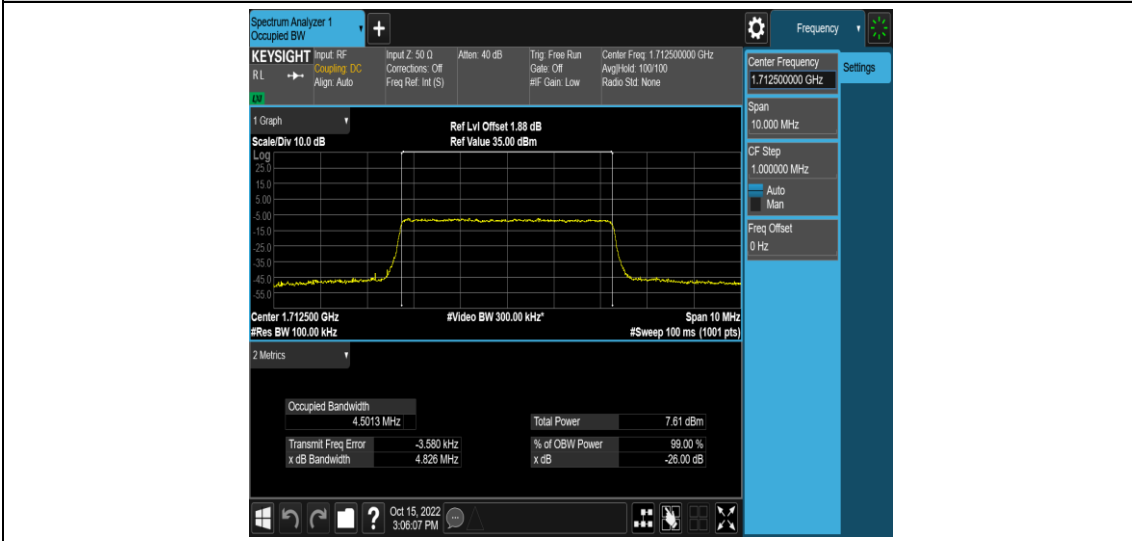 Spectrum Analyzer 1
Occupied BW
Frequency
KEYSIGHT Input: RF Input Z: 50 Ω Atten: 40 dB Trig: Free Run Center Freq: 1.712500000 GHz
RL Coupling: DC Corrections: Off Gate: Off Avg|Hold: 100/100
Align: Auto Freq Ref: Int (S) #IF Gain: Low Radio Std: None
Center Frequency
1.712500000 GHz
Settings
Span
10.000 MHz
CF Step
1.000000 MHz
Auto
Man
Freq Offset
0 Hz
1 Graph
Ref Lvl Offset 1.88 dB
Scale/Div 10.0 dB Ref Value 35.00 dBm
Log
25.0
15.0
5.00
-5.00
-15.0
-25.0
-35.0
-45.0
-55.0
Center 1.712500 GHz #Video BW 300.00 kHz* Span 10 MHz
#Res BW 100.00 kHz #Sweep 100 ms (1001 pts)
2 Metrics
Occupied Bandwidth
4.5013 MHz Total Power 7.61 dBm
Transmit Freq Error -3.580 kHz % of OBW Power 99.00 %
x dB Bandwidth 4.826 MHz x dB -26.00 dB
Oct 15, 2022
3:06:07 PM